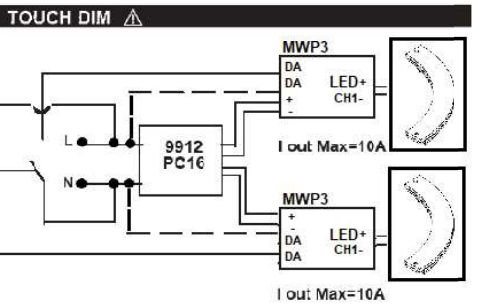 TOUCH DIM ⚠
MWP3
DA
DA LED+
+ CH1-
-
I out Max=10A
L
9912
PC16
N
MWP3
+
-
DA LED+
DA CH1-
I out Max=10A